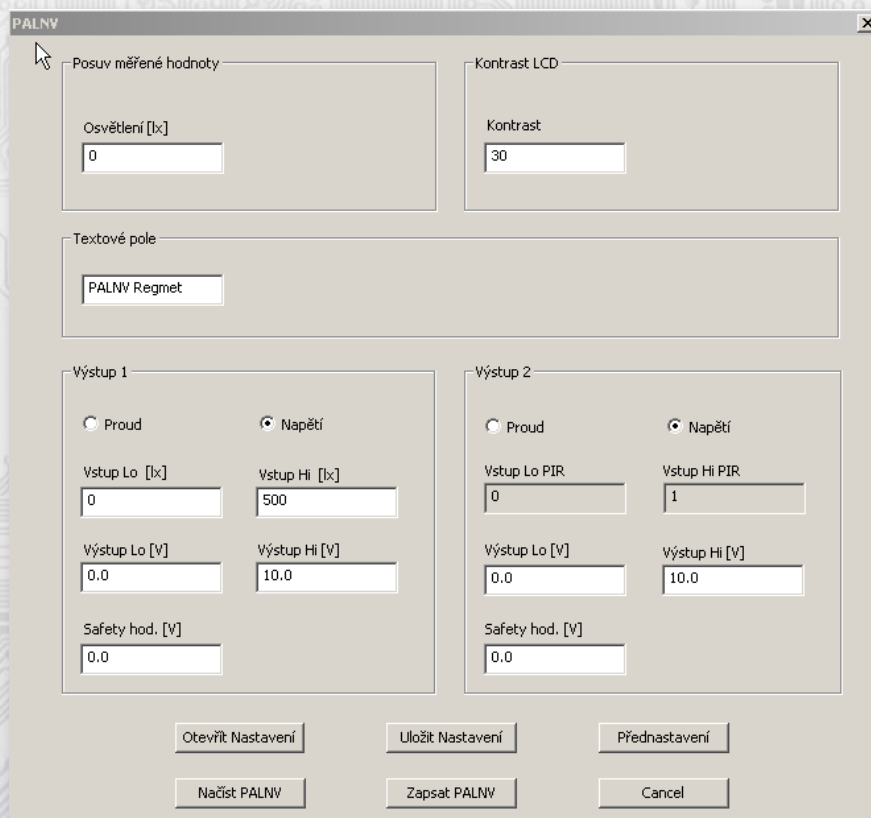 PALNV
Posuv měřené hodnoty
Osvětlení [lx]
0
Kontrast LCD
Kontrast
30
Textové pole
PALNV Regmet
Výstup 1
Proud
Napětí
Vstup Lo [lx]
Vstup Hi [lx]
0
500
Výstup Lo [V]
Výstup Hi [V]
0.0
10.0
Safety hod. [V]
0.0
Výstup 2
Proud
Napětí
Vstup Lo PIR
Vstup Hi PIR
0
1
Výstup Lo [V]
Výstup Hi [V]
0.0
10.0
Safety hod. [V]
0.0
Otevřít Nastavení
Uložit Nastavení
Přednastavení
Načíst PALNV
Zapsat PALNV
Cancel